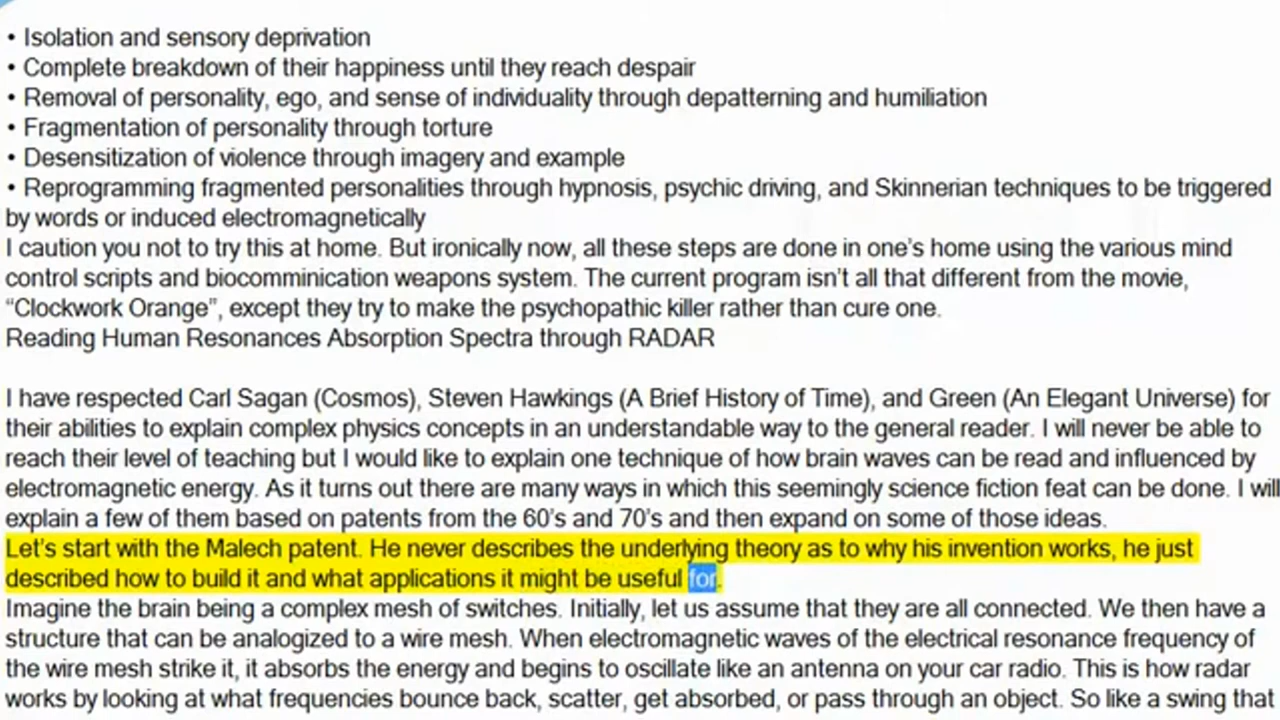 • Isolation and sensory deprivation
• Complete breakdown of their happiness until they reach despair
• Removal of personality, ego, and sense of individuality through depatterning and humiliation
• Fragmentation of personality through torture
• Desensitization of violence through imagery and example
• Reprogramming fragmented personalities through hypnosis, psychic driving, and Skinnerian techniques to be triggered
by words or induced electromagnetically
I caution you not to try this at home. But ironically now, all these steps are done in one's home using the various mind
control scripts and biocomminication weapons system. The current program isn't all that different from the movie,
“Clockwork Orange”, except they try to make the psychopathic killer rather than cure one.
Reading Human Resonances Absorption Spectra through RADAR
I have respected Carl Sagan (Cosmos), Steven Hawkings (A Brief History of Time), and Green (An Elegant Universe) for
their abilities to explain complex physics concepts in an understandable way to the general reader. I will never be able to
reach their level of teaching but I would like to explain one technique of how brain waves can be read and influenced by
electromagnetic energy. As it turns out there are many ways in which this seemingly science fiction feat can be done. I will
explain a few of them based on patents from the 60's and 70's and then expand on some of those ideas.
Let's start with the Malech patent. He never describes the underlying theory as to why his invention works, he just
described how to build it and what applications it might be useful for.
Imagine the brain being a complex mesh of switches. Initially, let us assume that they are all connected. We then have a
structure that can be analogized to a wire mesh. When electromagnetic waves of the electrical resonance frequency of
the wire mesh strike it, it absorbs the energy and begins to oscillate like an antenna on your car radio. This is how radar
works by looking at what frequencies bounce back, scatter, get absorbed, or pass through an object. So like a swing that